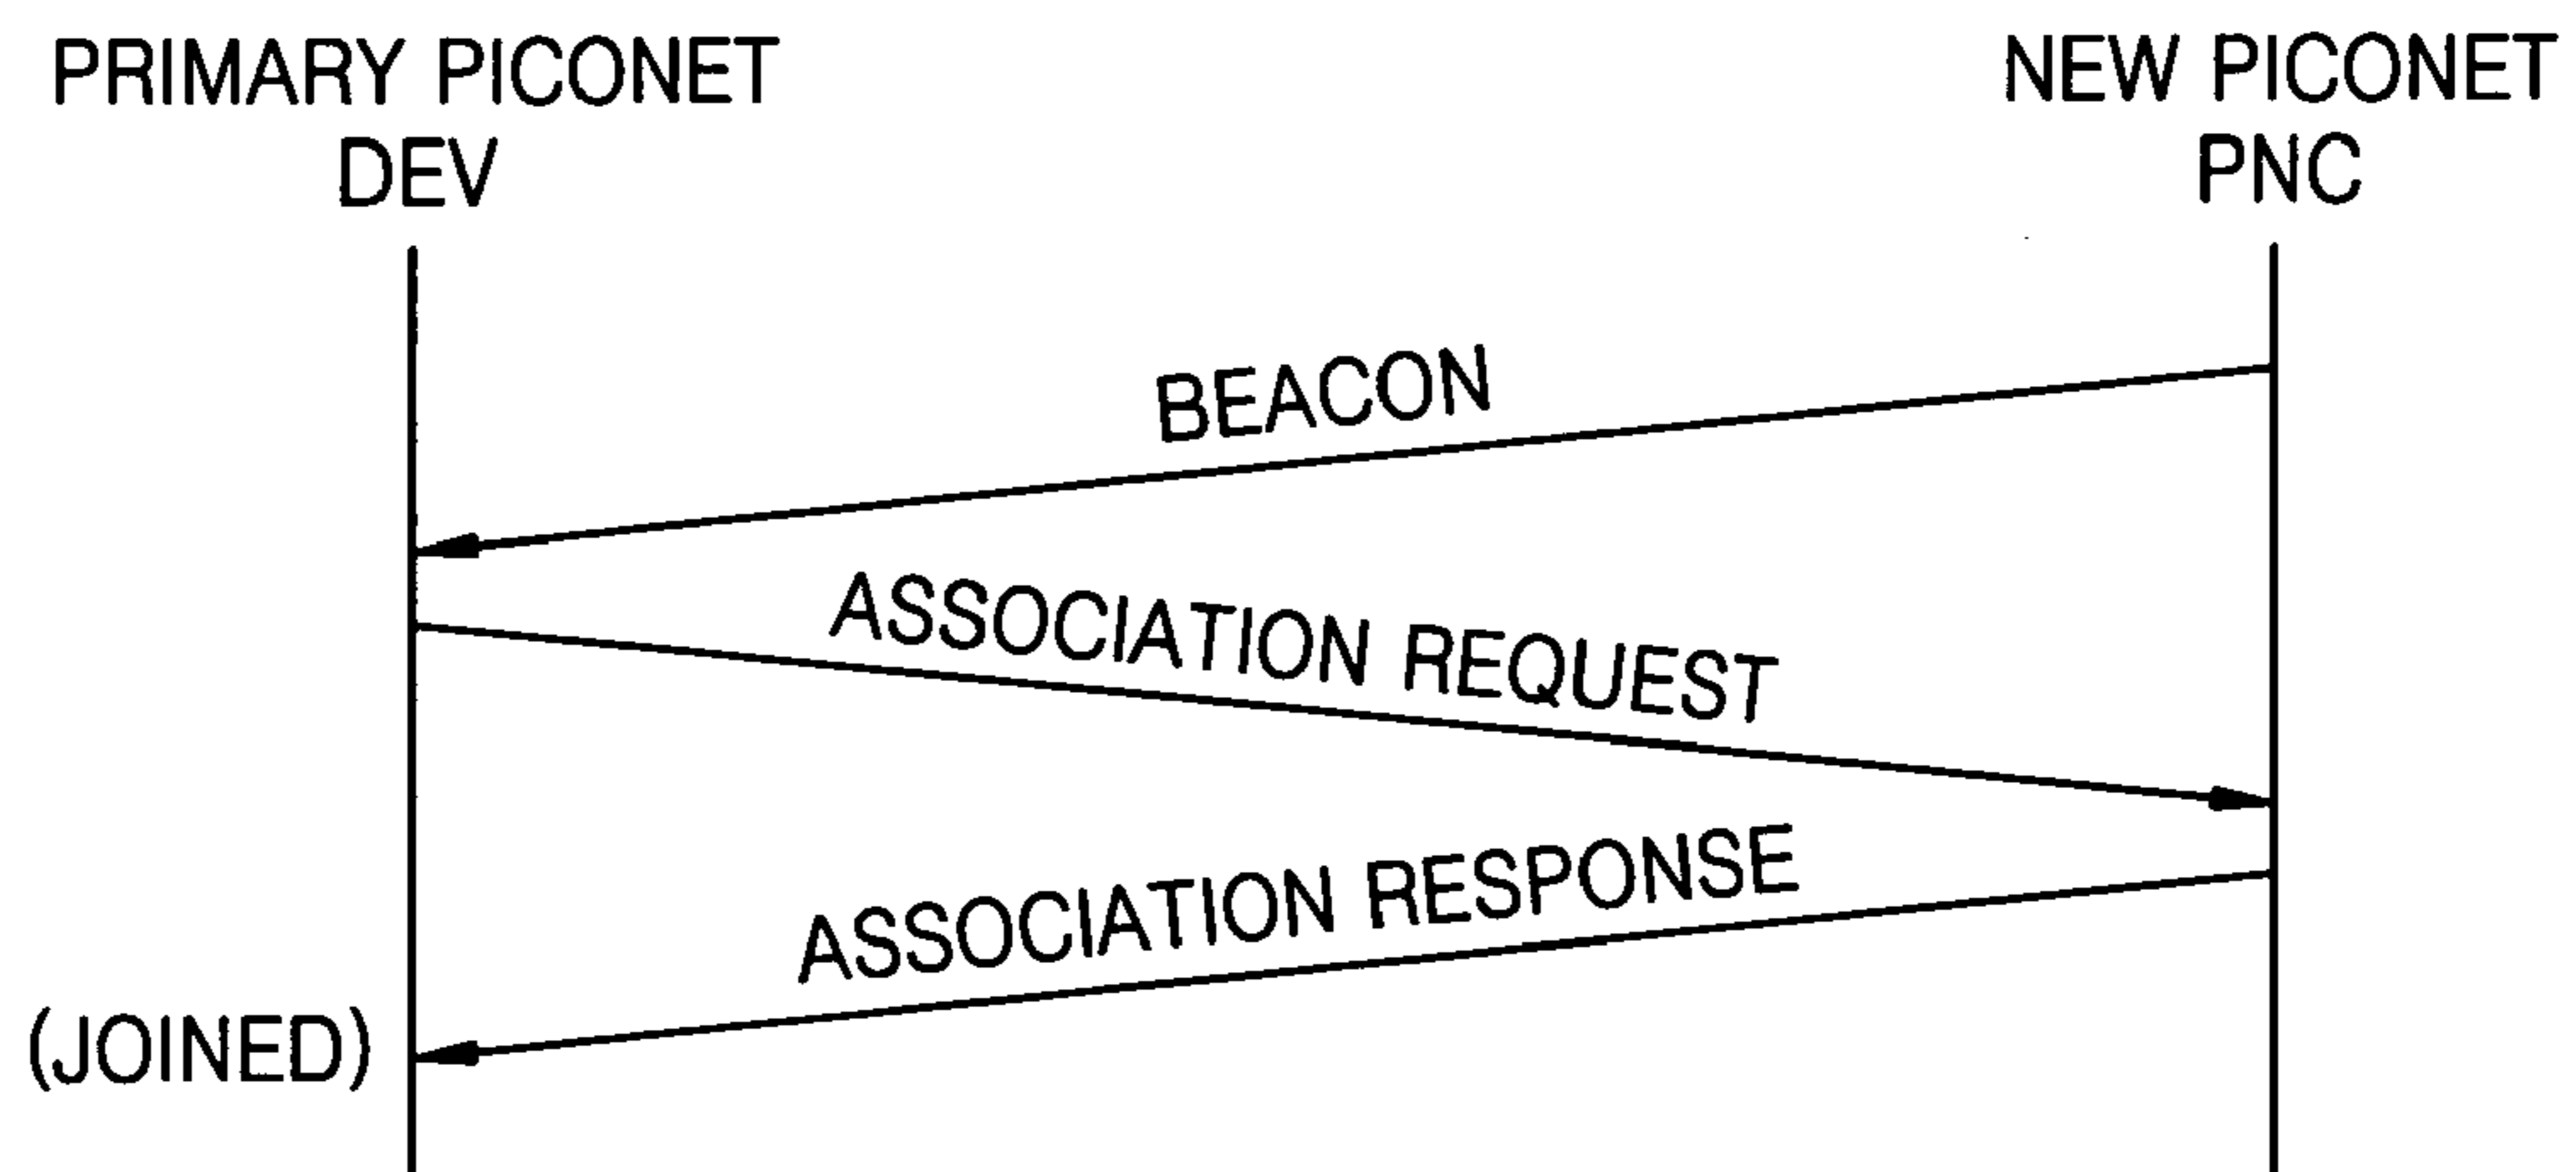 PRIMARY PICONET
DEV
NEW PICONET
PNC
BEACON
ASSOCIATION REQUEST
ASSOCIATION RESPONSE
(JOINED)